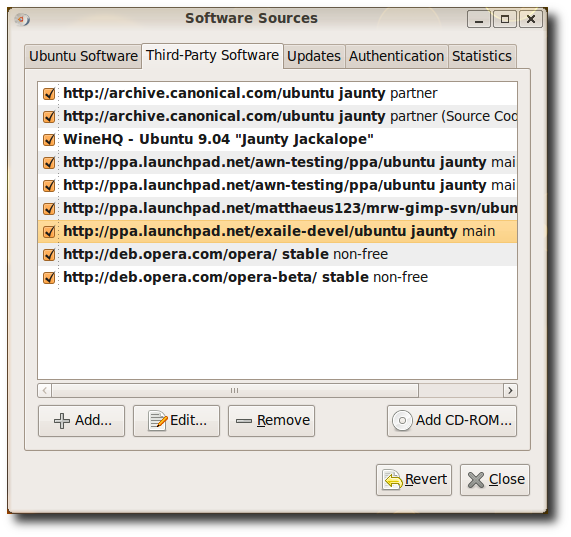 Software Sources
Ubuntu Software Third-Party Software Updates Authentication Statistics
http://archive.canonical.com/ubuntu jaunty partner
http://archive.canonical.com/ubuntu jaunty partner (Source Cod
WineHQ - Ubuntu 9.04 "Jaunty Jackalope"
http://ppa.launchpad.net/awn-testing/ppa/ubuntu jaunty mai
http://ppa.launchpad.net/awn-testing/ppa/ubuntu jaunty mai
http://ppa.launchpad.net/matthaeus123/mrw-gimp-svn/ubun
http://ppa.launchpad.net/exaile-devel/ubuntu jaunty main
http://deb.opera.com/opera/ stable non-free
http://deb.opera.com/opera-beta/ stable non-free
Add... Edit... Remove Add CD-ROM...
Revert Close